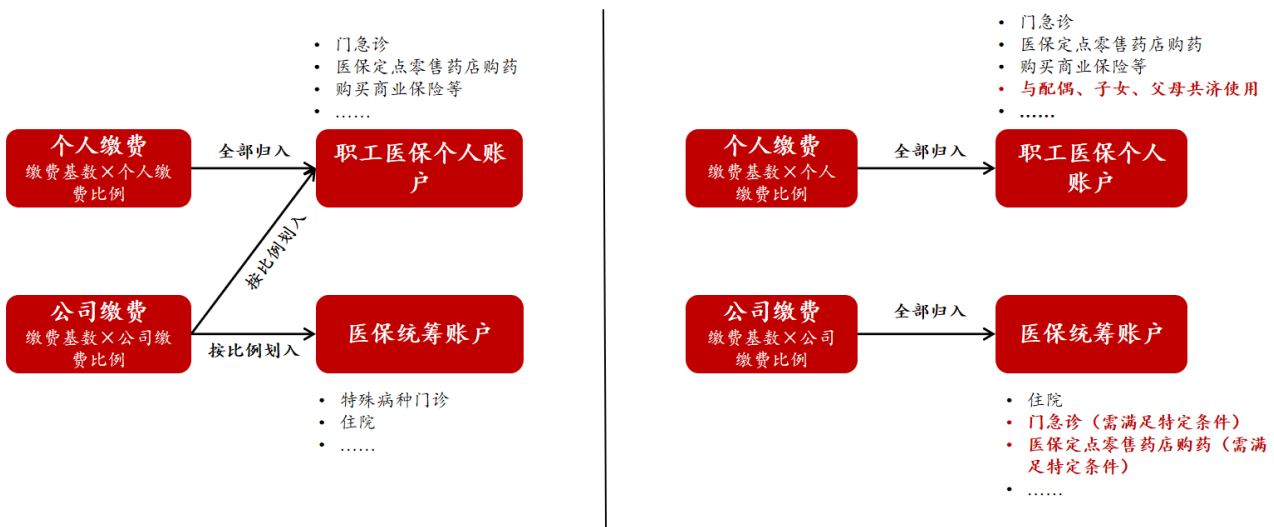 • 门急诊
• 医保定点零售药店购药
• 购买商业保险等
• ……
个人缴费
缴费基数×个人缴
费比例
全部归入
职工医保个人账
户
按比例划入
公司缴费
缴费基数×公司缴
费比例
按比例划入
医保统筹账户
• 特殊病种门诊
• 住院
• ……
• 门急诊
• 医保定点零售药店购药
• 购买商业保险等
• 与配偶、子女、父母共济使用
• ……
个人缴费
缴费基数×个人
缴费比例
全部归入
职工医保个人
账户
公司缴费
缴费基数×公司
缴费比例
全部归入
医保统筹账户
• 住院
• 门急诊（需满足特定条件）
• 医保定点零售药店购药（需满
足特定条件）
• ……